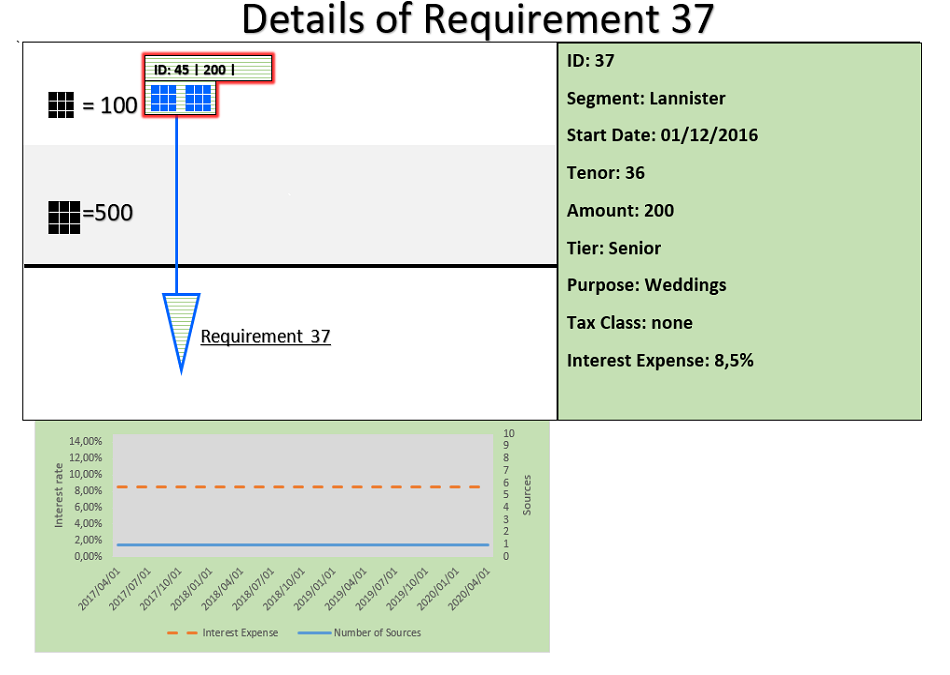 Details of Requirement 37
ID: 45 | 200 |
= 100
=500
Requirement 37
ID: 37
Segment: Lannister
Start Date: 01/12/2016
Tenor: 36
Amount: 200
Tier: Senior
Purpose: Weddings
Tax Class: none
Interest Expense: 8,5%
Interest rate
14,00%
12,00%
10,00%
8,00%
6,00%
4,00%
2,00%
0,00%
10
9
8
7
6
5
4
3
2
1
0
Sources
2017/04/01
2017/07/01
2017/10/01
2018/01/01
2018/04/01
2018/07/01
2018/10/01
2019/01/01
2019/04/01
2019/07/01
2019/10/01
2020/01/01
2020/04/01
Interest Expense
Number of Sources